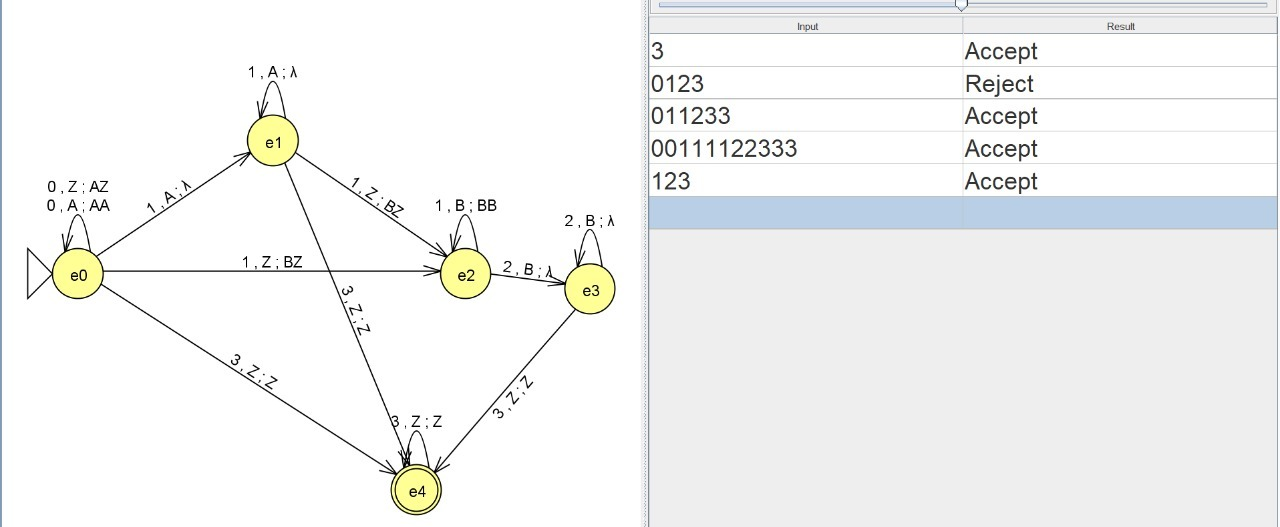 1 , A ; λ
e1
0 , Z ; AZ
0 , A ; AA
1 , A ; λ
1 , Z ; BZ
1 , B ; BB
2 , B ; λ
e0
1 , Z ; BZ
e2
2 , B ; λ
e3
3 , Z ; Z
3 , Z ; Z
3 , Z ; Z
3 , Z ; Z
e4
Input Result
3 Accept
0123 Reject
011233 Accept
00111122333 Accept
123 Accept